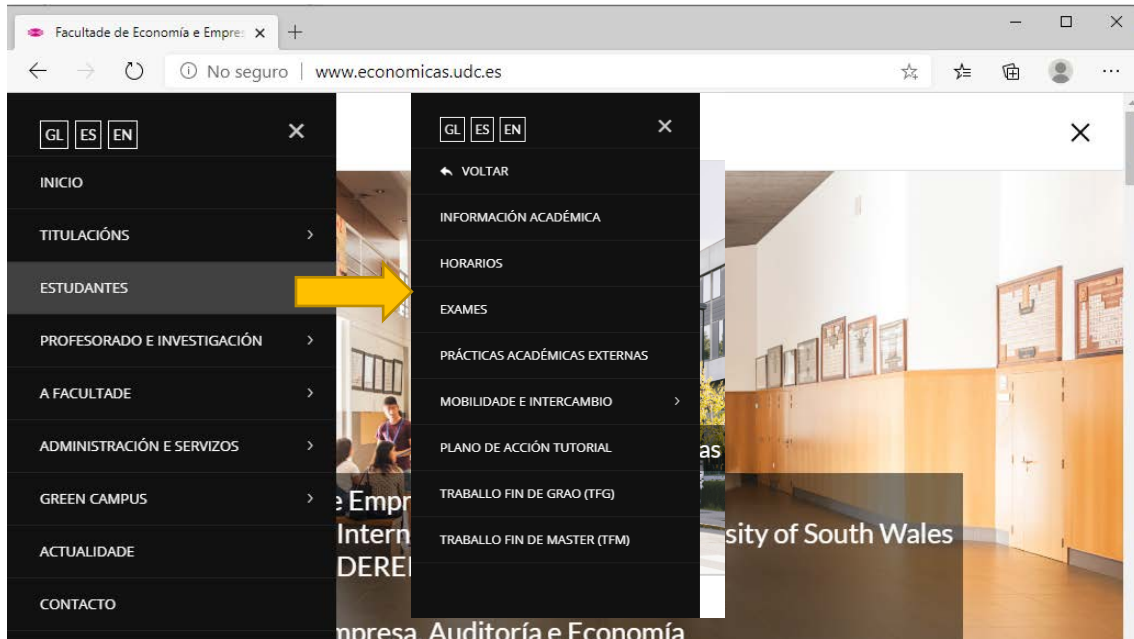 Facultade de Economía e Empre
No seguro | www.economicas.udc.es
GL ES EN
INICIO
TITULACIÓNS
ESTUDANTES
PROFESORADO E INVESTIGACIÓN
A FACULTADE
ADMINISTRACIÓN E SERVIZOS
GREEN CAMPUS
ACTUALIDADE
CONTACTO
GL ES EN
VOLTAR
INFORMACIÓN ACADÉMICA
HORARIOS
EXAMES
PRÁCTICAS ACADÉMICAS EXTERNAS
MOBILIDADE E INTERCAMBIO
PLANO DE ACCIÓN TUTORIAL
TRABALLO FIN DE GRAO (TFG)
TRABALLO FIN DE MASTER (TFM)
as
e Empr
Intern
sity of South Wales
DERE
mpresa, Auditoría e Economía